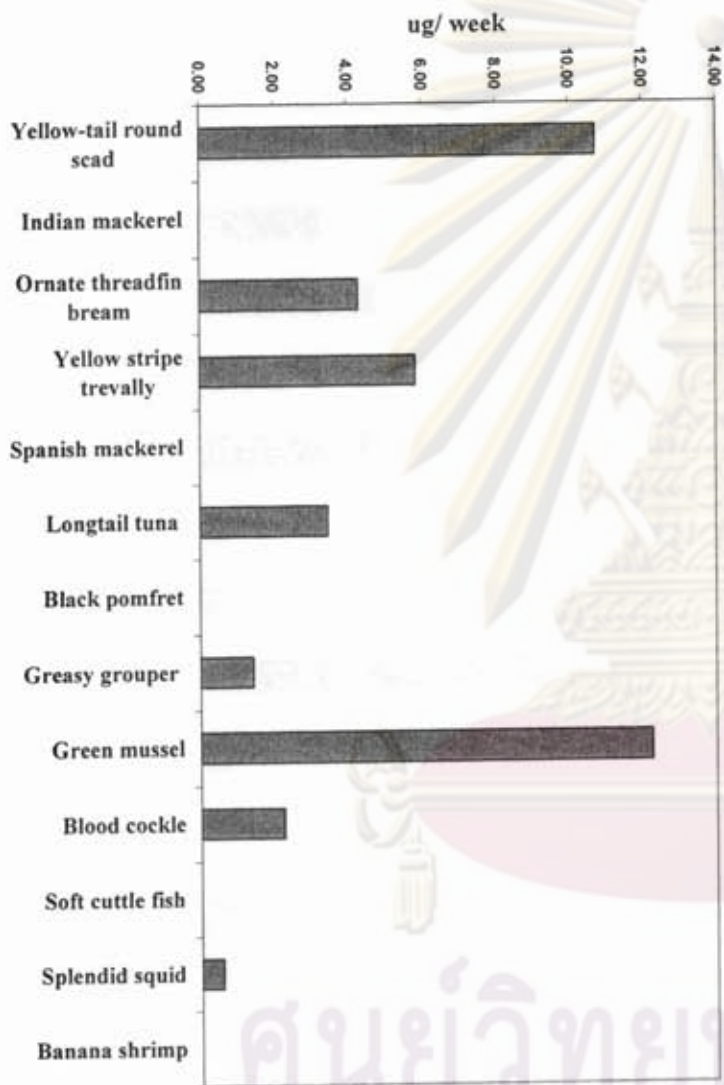 ug/ week
0.00
2.00
4.00
6.00
8.00
10.00
12.00
14.00
Yellow-tail round
scad
Indian mackerel
Ornate threadfin
bream
Yellow stripe
trevally
Spanish mackerel
Longtail tuna
Black pomfret
Greasy grouper
Green mussel
Blood cockle
Soft cuttle fish
Splendid squid
Banana shrimp